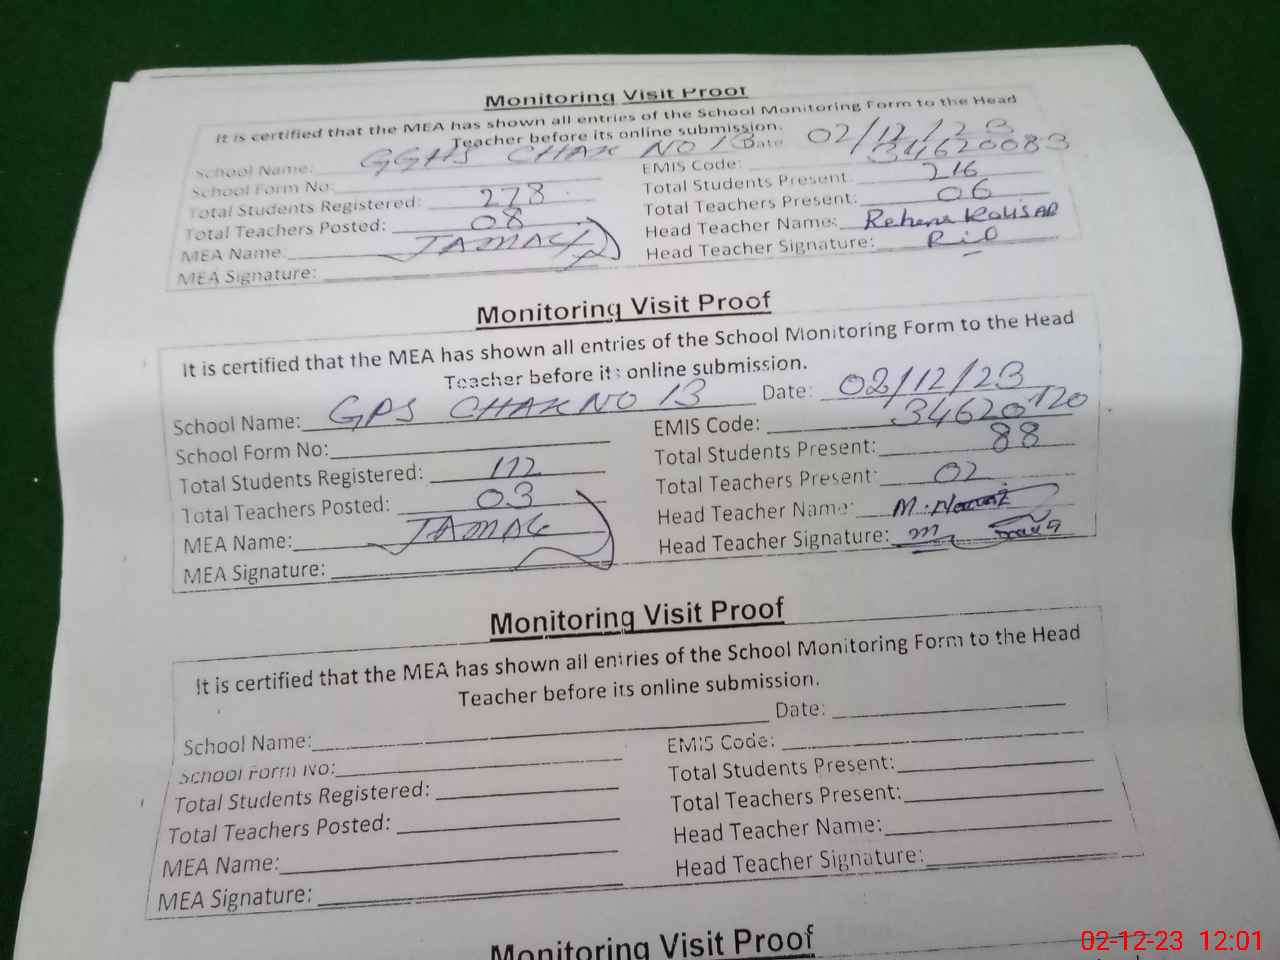 Monitoring Visit Proof
It is certified that the MEA has shown all entries of the School Monitoring Form to the Head
Teacher before its online submission.
School Name: GGHS CHAK NO 13 Date 02/12/23
School Form No: EMIS Code: 34620083
Total Students Registered: 278 Total Students Present: 216
Total Teachers Posted: 08 Total Teachers Present: 06
MEA Name: JAMAL Head Teacher Name: Rehana
MEA Signature: Head Teacher Signature:
Monitoring Visit Proof
It is certified that the MEA has shown all entries of the School Monitoring Form to the Head
Teacher before its online submission.
School Name: GPS CHAK NO 13 Date: 02/12/23
School Form No: EMIS Code: 34620120
Total Students Registered: 112 Total Students Present: 88
Total Teachers Posted: 03 Total Teachers Present: 02
MEA Name: JAMAL Head Teacher Name: M. Nawaz
MEA Signature: Head Teacher Signature:
Monitoring Visit Proof
It is certified that the MEA has shown all entries of the School Monitoring Form to the Head
Teacher before its online submission.
School Name: Date:
School Form No: EMIS Code:
Total Students Registered: Total Students Present:
Total Teachers Posted: Total Teachers Present:
MEA Name: Head Teacher Name:
MEA Signature: Head Teacher Signature:
Monitoring Visit Proof
02-12-23 12:01